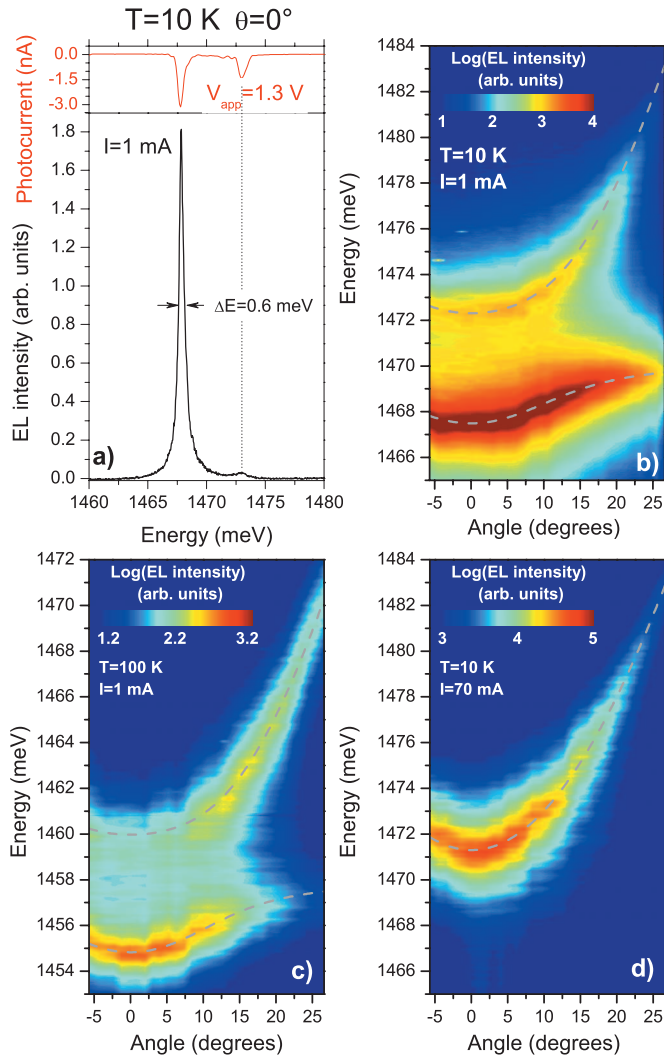 T=10 K θ=0°
0.0
-1.5
-3.0
Photocurrent (nA)
Vapp=1.3 V
I=1 mA
1.8
1.6
1.4
1.2
1.0
0.8
0.6
0.4
0.2
0.0
EL intensity (arb. units)
ΔE=0.6 meV
a)
1460 1465 1470 1475 1480
Energy (meV)
1484
1482
1480
1478
1476
1474
1472
1470
1468
1466
Energy (meV)
Log(EL intensity)
(arb. units)
1 2 3 4
T=10 K
I=1 mA
b)
-5 0 5 10 15 20 25
Angle (degrees)
1472
1470
1468
1466
1464
1462
1460
1458
1456
1454
Energy (meV)
Log(EL intensity)
(arb. units)
1.2 2.2 3.2
T=100 K
I=1 mA
c)
-5 0 5 10 15 20 25
Angle (degrees)
1484
1482
1480
1478
1476
1474
1472
1470
1468
1466
Energy (meV)
Log(EL intensity)
(arb. units)
3 4 5
T=10 K
I=70 mA
d)
-5 0 5 10 15 20 25
Angle (degrees)